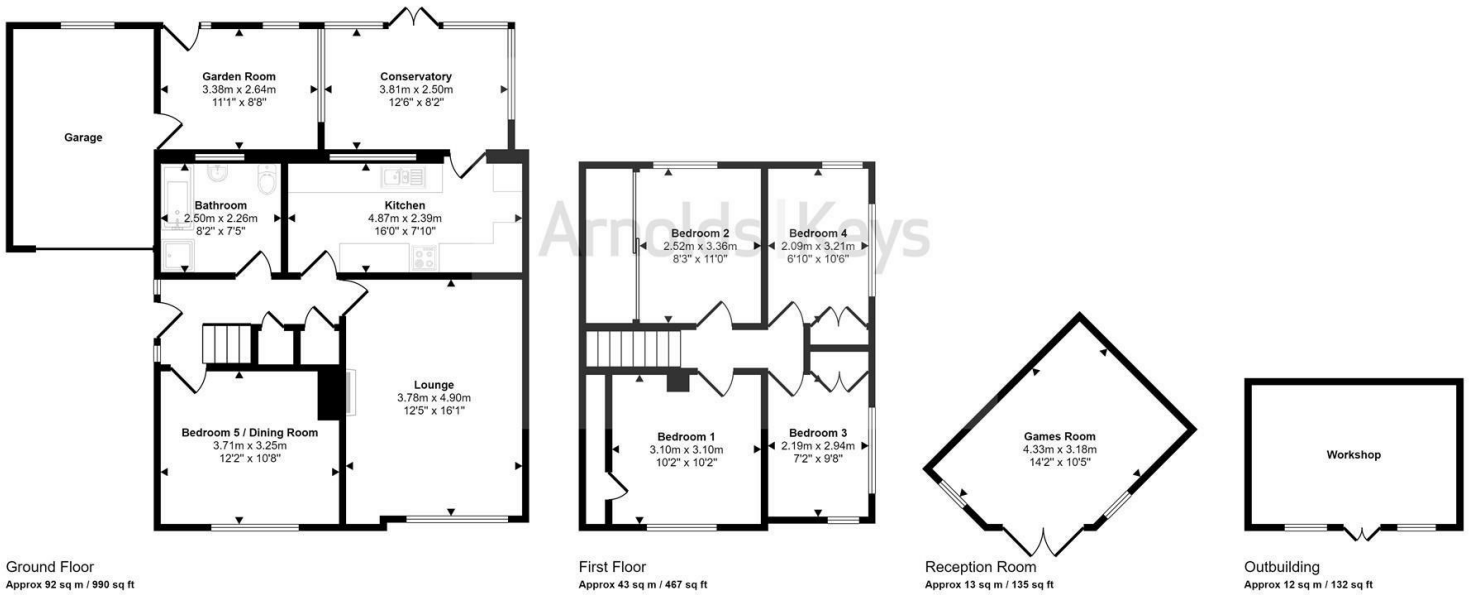 Garden Room
3.38m x 2.64m
11'1" x 8'8"
Conservatory
3.81m x 2.50m
12'6" x 8'2"
Garage
Bathroom
2.50m x 2.26m
8'2" x 7'5"
Kitchen
4.87m x 2.39m
16'0" x 7'10"
Lounge
3.78m x 4.90m
12'5" x 16'1"
Bedroom 5 / Dining Room
3.71m x 3.25m
12'2" x 10'8"
Ground Floor
Approx 92 sq m / 990 sq ft
Arnolds|Keys
Bedroom 2
2.52m x 3.36m
8'3" x 11'0"
Bedroom 4
2.09m x 3.21m
6'10" x 10'6"
Bedroom 1
3.10m x 3.10m
10'2" x 10'2"
Bedroom 3
2.19m x 2.94m
7'2" x 9'8"
First Floor
Approx 43 sq m / 467 sq ft
Games Room
4.33m x 3.18m
14'2" x 10'5"
Reception Room
Approx 13 sq m / 135 sq ft
Workshop
Outbuilding
Approx 12 sq m / 132 sq ft